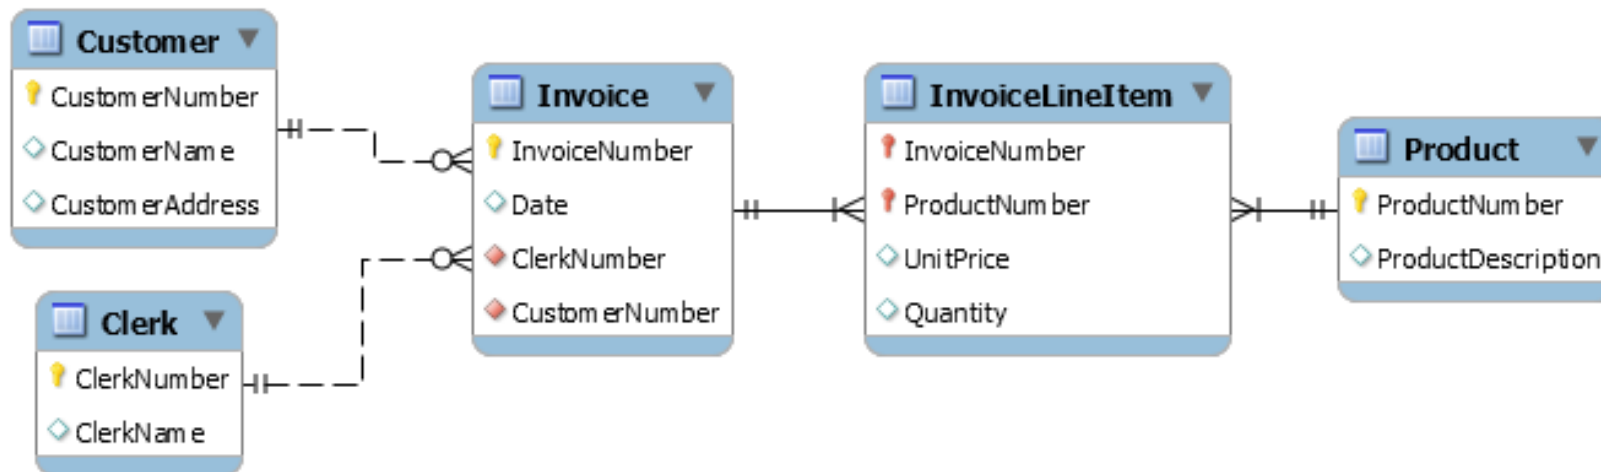 Customer
CustomerNumber
CustomerName
CustomerAddress
Clerk
ClerkNumber
ClerkName
Invoice
InvoiceNumber
Date
ClerkNumber
CustomerNumber
InvoiceLineItem
InvoiceNumber
ProductNumber
UnitPrice
Quantity
Product
ProductNumber
ProductDescription